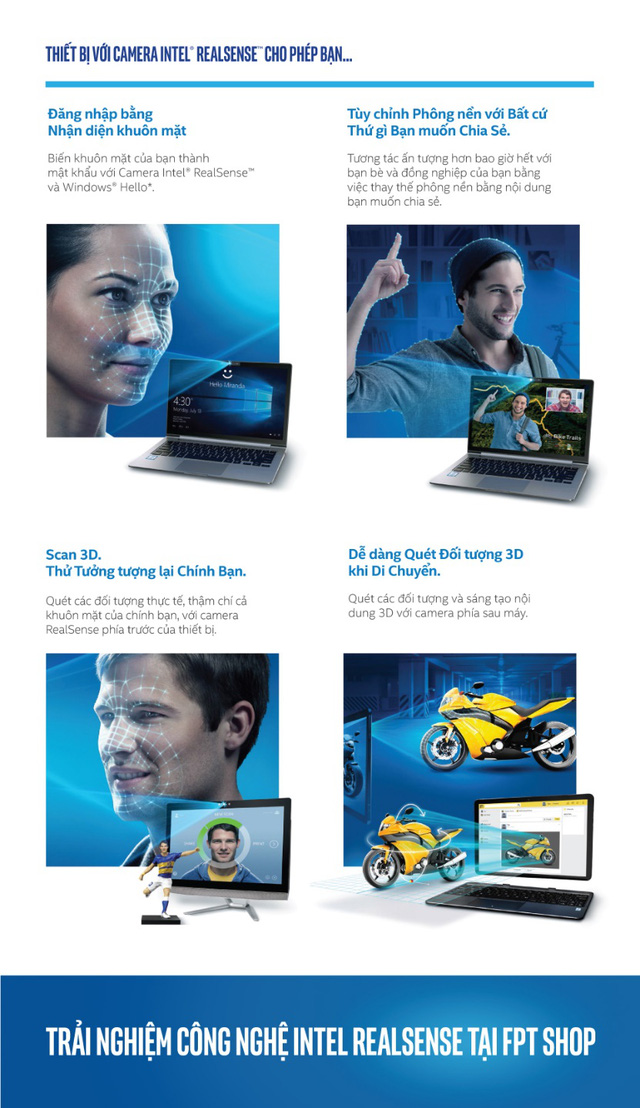 THIẾT BỊ VỚI CAMERA INTEL® REALSENSE™ CHO PHÉP BẠN...
Đăng nhập bằng
Nhận diện khuôn mặt
Biến khuôn mặt của bạn thành
mật khẩu với Camera Intel® RealSense™
và Windows® Hello*.
Tùy chỉnh Phông nền với Bất cứ
Thứ gì Bạn muốn Chia Sẻ.
Tương tác ấn tượng hơn bao giờ hết với
bạn bè và đồng nghiệp của bạn bằng
việc thay thế phông nền bằng nội dung
bạn muốn chia sẻ.
Hello Miranda
4:30
Monday, July 19
Bike Trails
Scan 3D.
Thử Tưởng tượng lại Chính Bạn.
Quét các đối tượng thực tế, thậm chí cả
khuôn mặt của chính bạn, với camera
RealSense phía trước của thiết bị.
Dễ dàng Quét Đối tượng 3D
khi Di Chuyển.
Quét các đối tượng và sáng tạo nội
dung 3D với camera phía sau máy.
TRẢI NGHIỆM CÔNG NGHỆ INTEL REALSENSE TẠI FPT SHOP